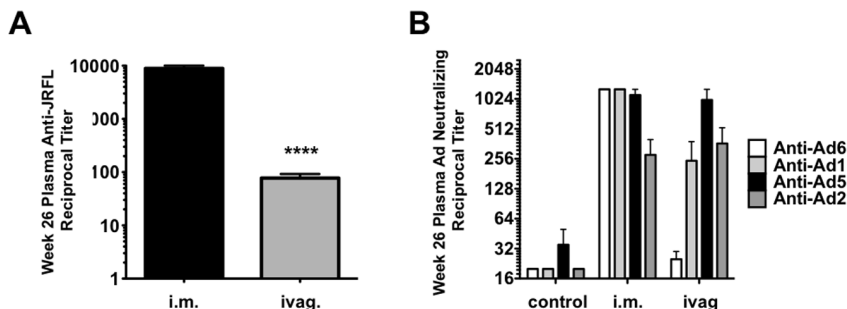 A
Week 26 Plasma Anti-JRFL
Reciprocal Titer
10000
000
100
10
1
****
i.m.
ivag.
B
Week 26 Plasma Ad Neutralizing
Reciprocal Titer
2048
1024
512
256
128
64
32
16
control
i.m.
ivag
Anti-Ad6
Anti-Ad1
Anti-Ad5
Anti-Ad2